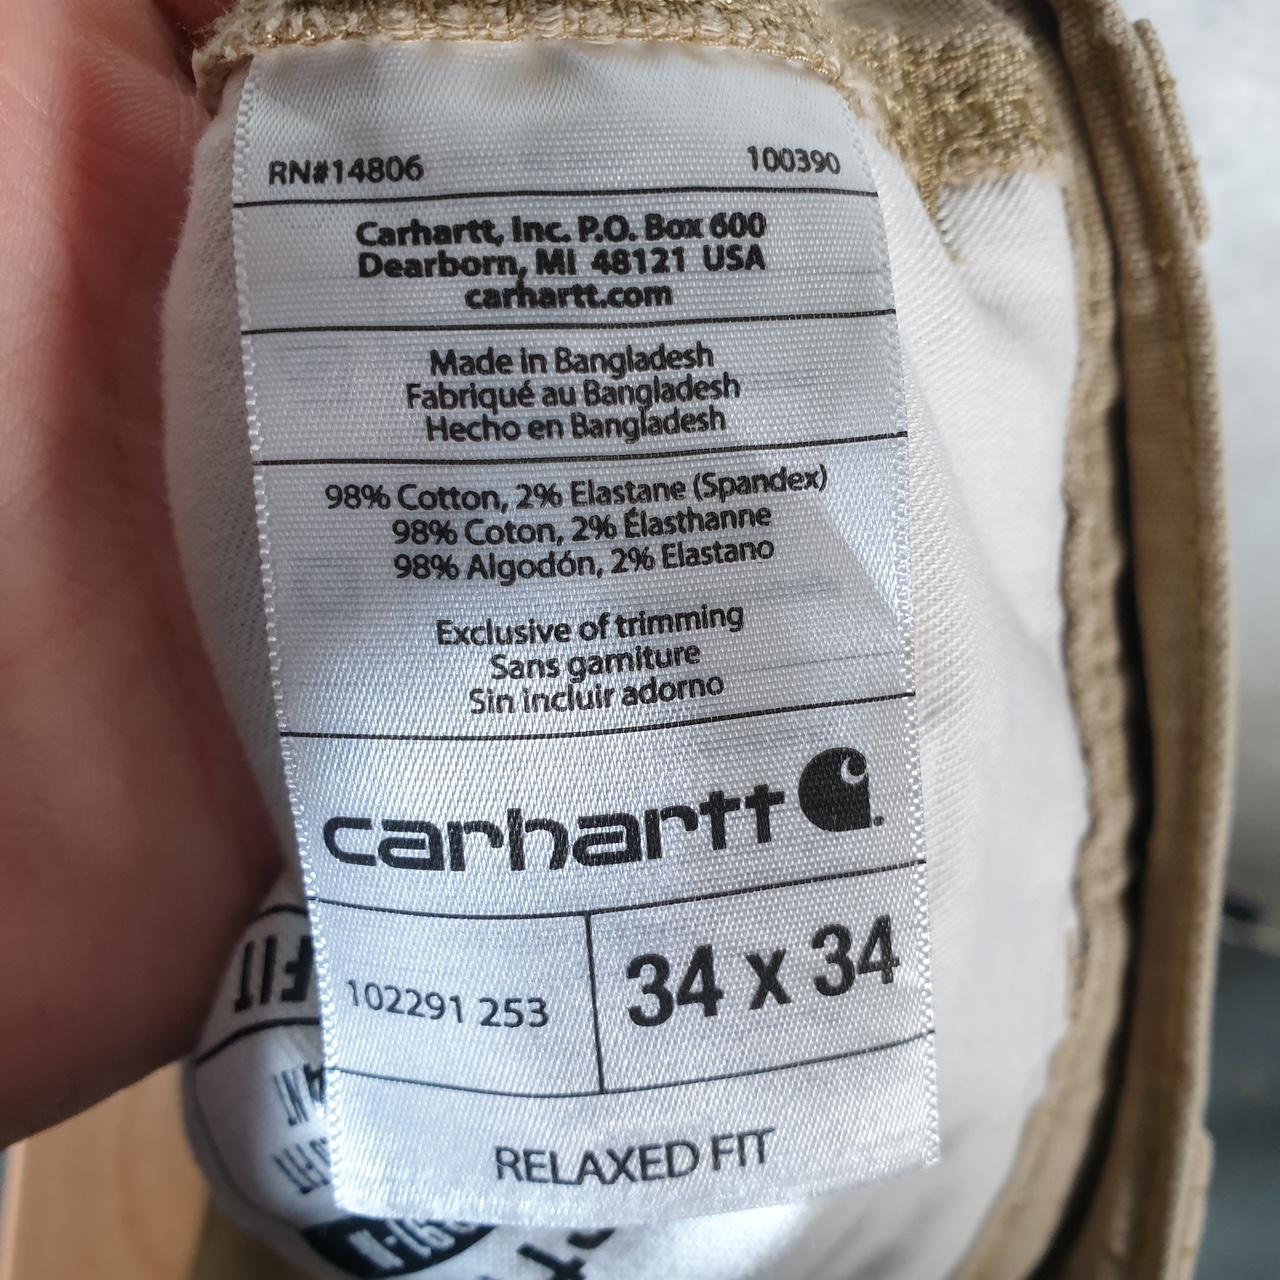 RN#14806 100390
Carhartt, Inc. P.O. Box 600
Dearborn, MI 48121 USA
carhartt.com
Made in Bangladesh
Fabriqué au Bangladesh
Hecho en Bangladesh
98% Cotton, 2% Elastane (Spandex)
98% Coton, 2% Élasthanne
98% Algodón, 2% Elastano
Exclusive of trimming
Sans garniture
Sin incluir adorno
carhartt
102291 253 34 x 34
RELAXED FIT
FIT
FIT